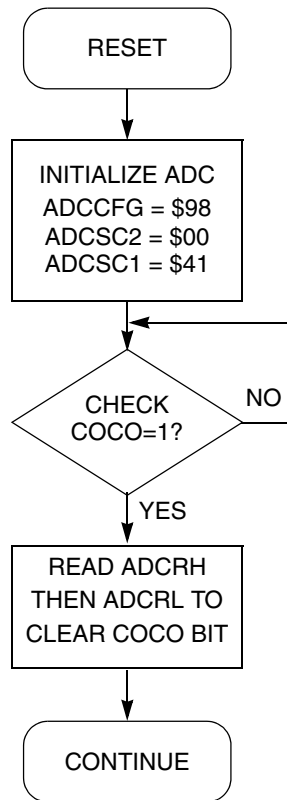 RESET
INITIALIZE ADC
ADCCFG = $98
ADCSC2 = $00
ADCSC1 = $41
CHECK
COCO=1?
NO
YES
READ ADCRH
THEN ADCRL TO
CLEAR COCO BIT
CONTINUE